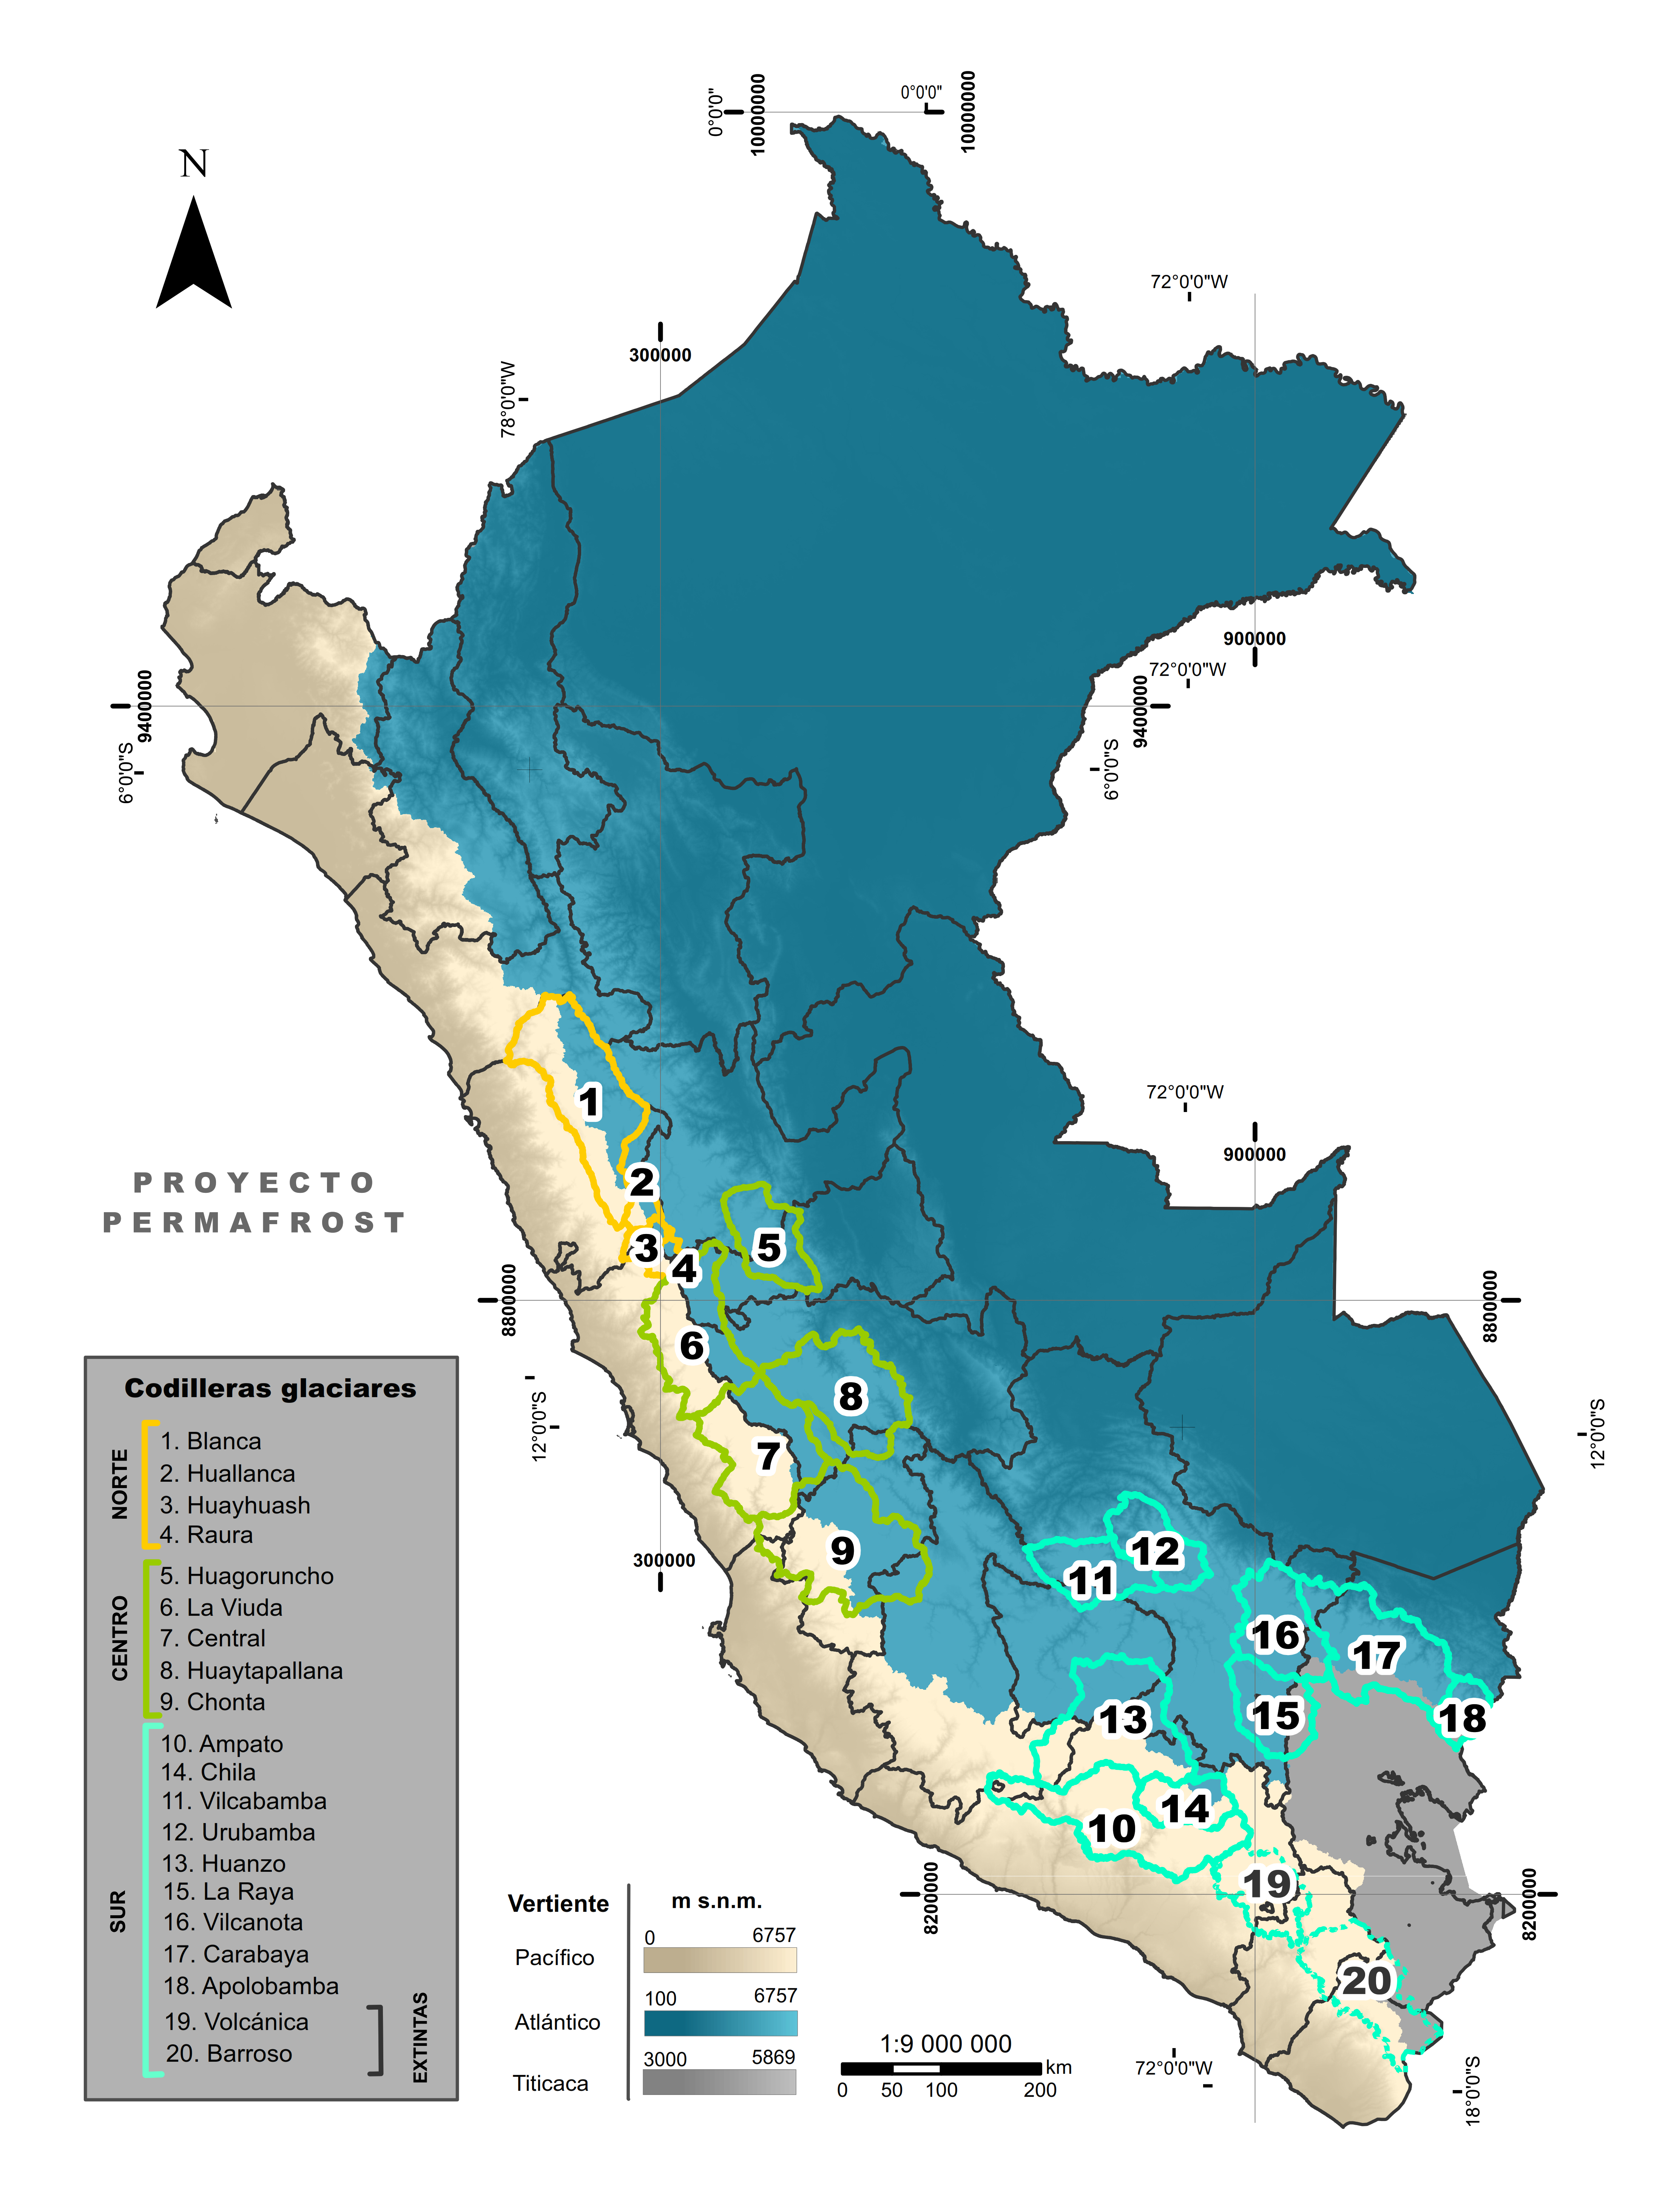 0°0'0"
10000000
0°0'0"
10000000
N
72°0'0"W
300000
78°0'0"W
900000
72°0'0"W
9400000
9400000
6°0'0"S
6°0'0"S
72°0'0"W
900000
1
2
3
4
5
6
7
8
9
11
12
16
17
15
18
13
14
10
19
20
PROYECTO
PERMAFROST
8800000
8800000
12°0'0"S
12°0'0"S
300000
8200000
8200000
72°0'0"W
18°0'0"S
Codilleras glaciares
NORTE
1. Blanca
2. Huallanca
3. Huayhuash
4. Raura
CENTRO
5. Huagoruncho
6. La Viuda
7. Central
8. Huaytapallana
9. Chonta
SUR
10. Ampato
14. Chila
11. Vilcabamba
12. Urubamba
13. Huanzo
15. La Raya
16. Vilcanota
17. Carabaya
18. Apolobamba
19. Volcánica
20. Barroso
EXTINTAS
Vertiente
m s.n.m.
Pacífico
0 6757
Atlántico
100 6757
Titicaca
3000 5869
1:9 000 000
km
0 50 100 200